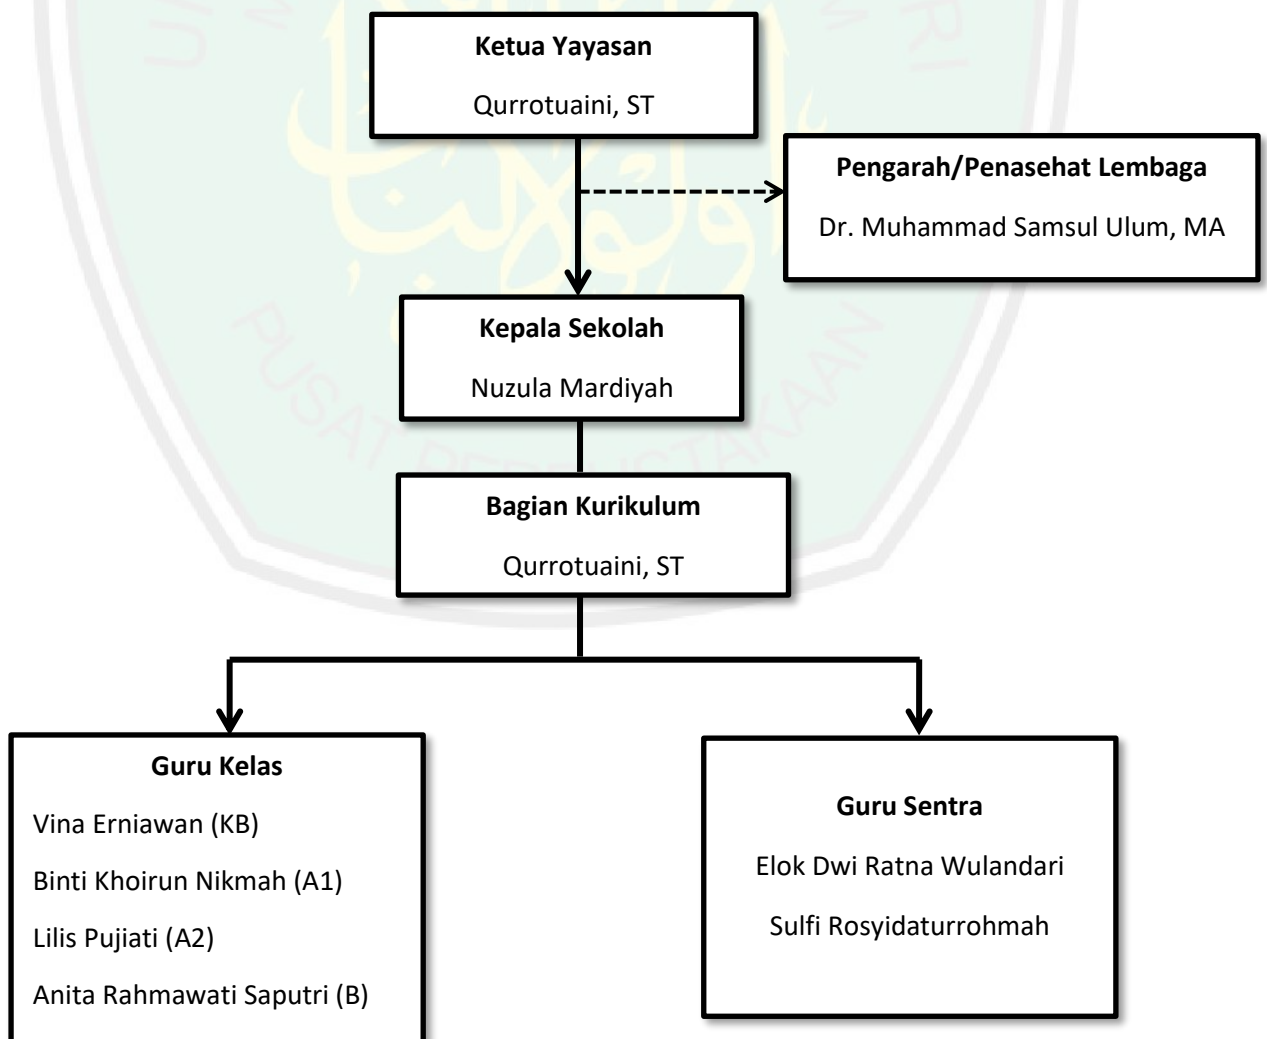 Ketua Yayasan
Qurrotuaini, ST
Pengarah/Penasehat Lembaga
Dr. Muhammad Samsul Ulum, MA
Kepala Sekolah
Nuzula Mardiyah
Bagian Kurikulum
Qurrotuaini, ST
Guru Kelas
Vina Erniawan (KB)
Binti Khoirun Nikmah (A1)
Lilis Pujiati (A2)
Anita Rahmawati Saputri (B)
Guru Sentra
Elok Dwi Ratna Wulandari
Sulfi Rosyidaturrohmah
PUSAT PERPUSTAKAAN